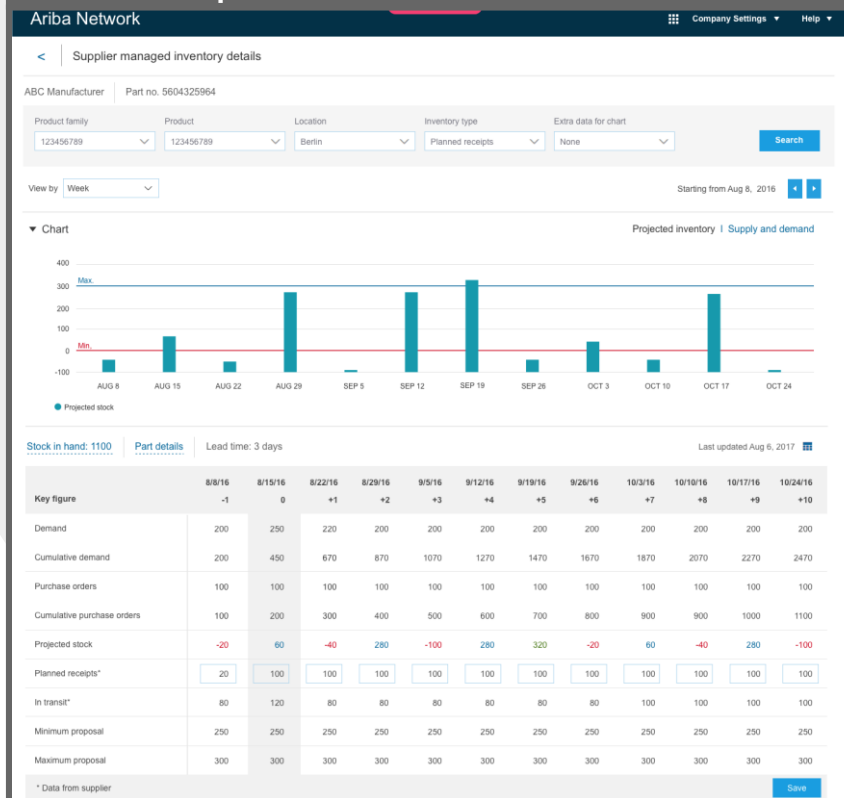 Ariba Network Company Settings Help
< Supplier managed inventory details
ABC Manufacturer Part no. 5604325964
Product family Product Location Inventory type Extra data for chart
123456789 123456789 Berlin Planned receipts None Search
View by Week Starting from Aug 8, 2016
Chart Projected inventory I Supply and demand
400
Max.
300
200
100
Min.
0
-100
AUG 8 AUG 15 AUG 22 AUG 29 SEP 5 SEP 12 SEP 19 SEP 26 OCT 3 OCT 10 OCT 17 OCT 24
Projected stock
Stock in hand: 1100 Part details Lead time: 3 days Last updated Aug 6, 2017
8/8/16 8/15/16 8/22/16 8/29/16 9/5/16 9/12/16 9/19/16 9/26/16 10/3/16 10/10/16 10/17/16 10/24/16
Key figure -1 0 +1 +2 +3 +4 +5 +6 +7 +8 +9 +10
Demand 200 250 220 200 200 200 200 200 200 200 200 200
Cumulative demand 200 450 670 870 1070 1270 1470 1670 1870 2070 2270 2470
Purchase orders 100 100 100 100 100 100 100 100 100 100 100 100
Cumulative purchase orders 100 200 300 400 500 600 700 800 900 900 1000 1100
Projected stock -20 60 -40 280 -100 280 320 -20 60 -40 280 -100
Planned receipts* 20 100 100 100 100 100 100 100 100 100 100 100
In transit* 80 120 80 80 80 80 80 80 100 100 100 100
Minimum proposal 250 250 250 250 250 250 250 250 250 250 250 250
Maximum proposal 300 300 300 300 300 300 300 300 300 300 300 300
* Data from supplier Save